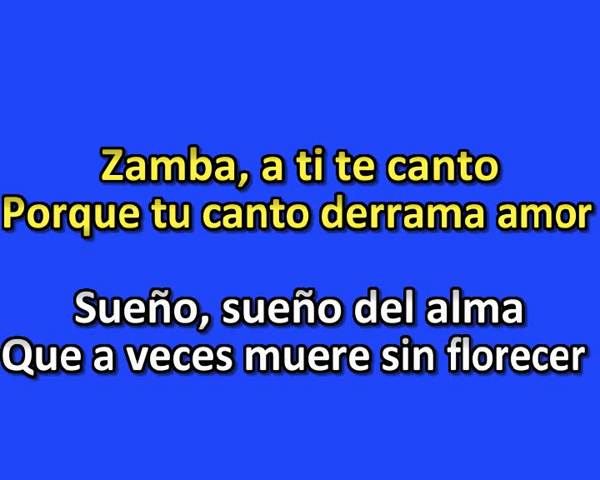 Zamba, a ti te canto
Porque tu canto derrama amor
Sueño, sueño del alma
Que a veces muere sin florecer